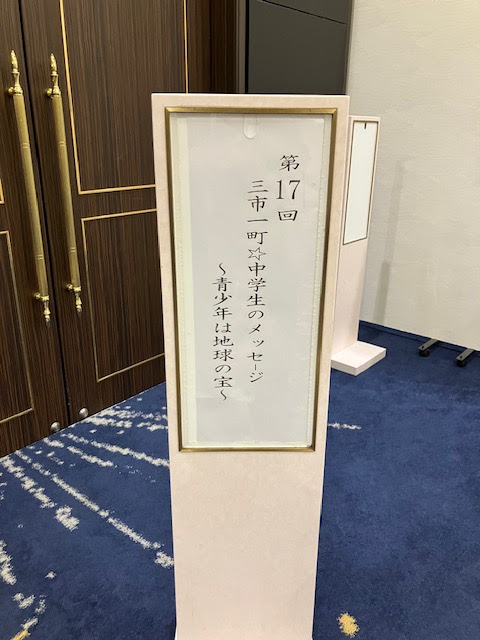 第17回
三市一町☆中学生のメッセージ
～青少年は地球の宝～